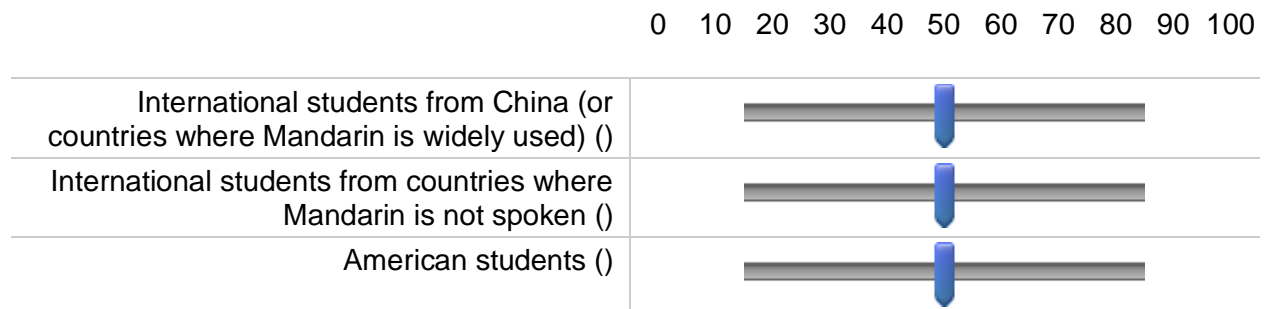 0 10 20 30 40 50 60 70 80 90 100
International students from China (or
countries where Mandarin is widely used) ()
International students from countries where
Mandarin is not spoken ()
American students ()